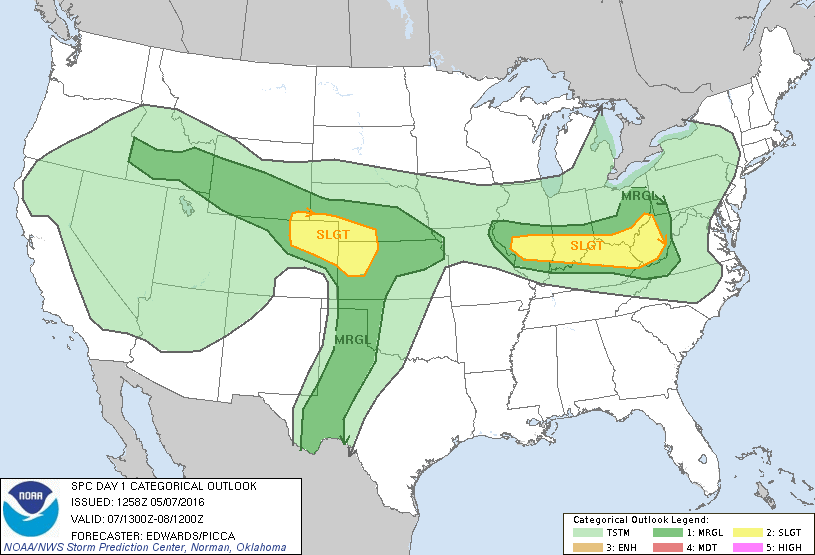 MRGL
SLGT
SLGT
MRGL
NOAA
SPC DAY 1 CATEGORICAL OUTLOOK
ISSUED: 1258Z 05/07/2016
VALID: 07/1300Z-08/1200Z
FORECASTER: EDWARDS/PICCA
NOAA/NWS Storm Prediction Center, Norman, Oklahoma
Categorical Outlook Legend:
TSTM 1: MRGL 2: SLGT
3: ENH 4: MDT 5: HIGH